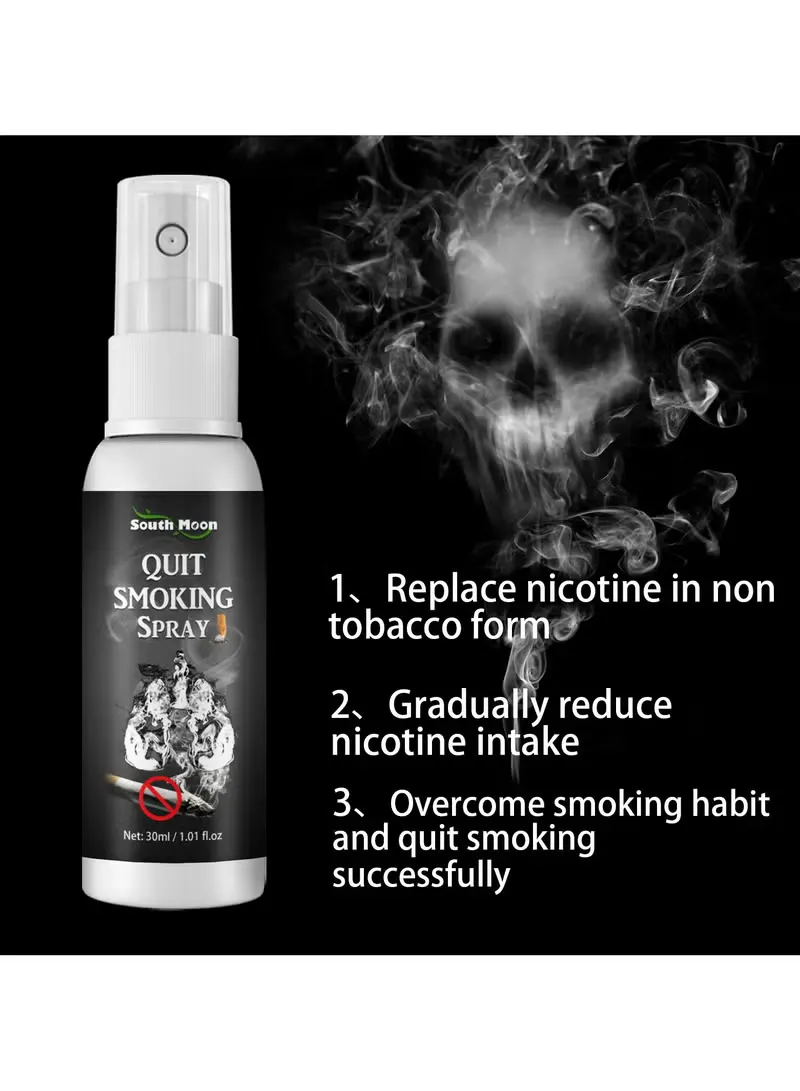 South Moon
QUIT
SMOKING
SPRAY
Net: 30ml / 1.01 fl.oz
1、Replace nicotine in non
tobacco form
2、Gradually reduce
nicotine intake
3、Overcome smoking habit
and quit smoking
successfully